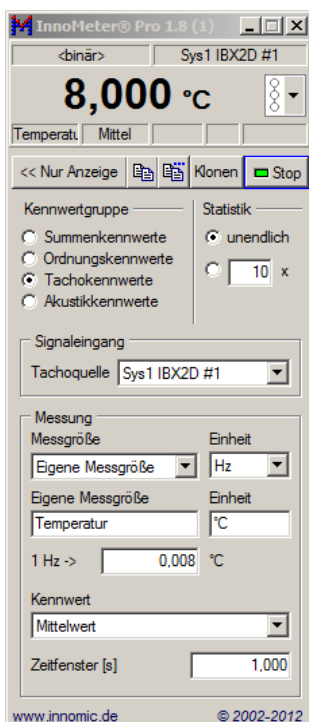 InnoMeter® Pro 1.8 (1)
<binär> Sys1 IBX2D #1
8,000 °C
Temperatu Mittel
<< Nur Anzeige Klonen Stop
Kennwertgruppe Statistik
Summenkennwerte unendlich
Ordnungskennwerte 10 x
Tachokennwerte
Akustikkennwerte
Signaleingang
Tachoquelle Sys1 IBX2D #1
Messung
Messgröße Einheit
Eigene Messgröße Hz
Eigene Messgröße Einheit
Temperatur °C
1 Hz -> 0,008 °C
Kennwert
Mittelwert
Zeitfenster [s] 1,000
www.innomic.de © 2002-2012